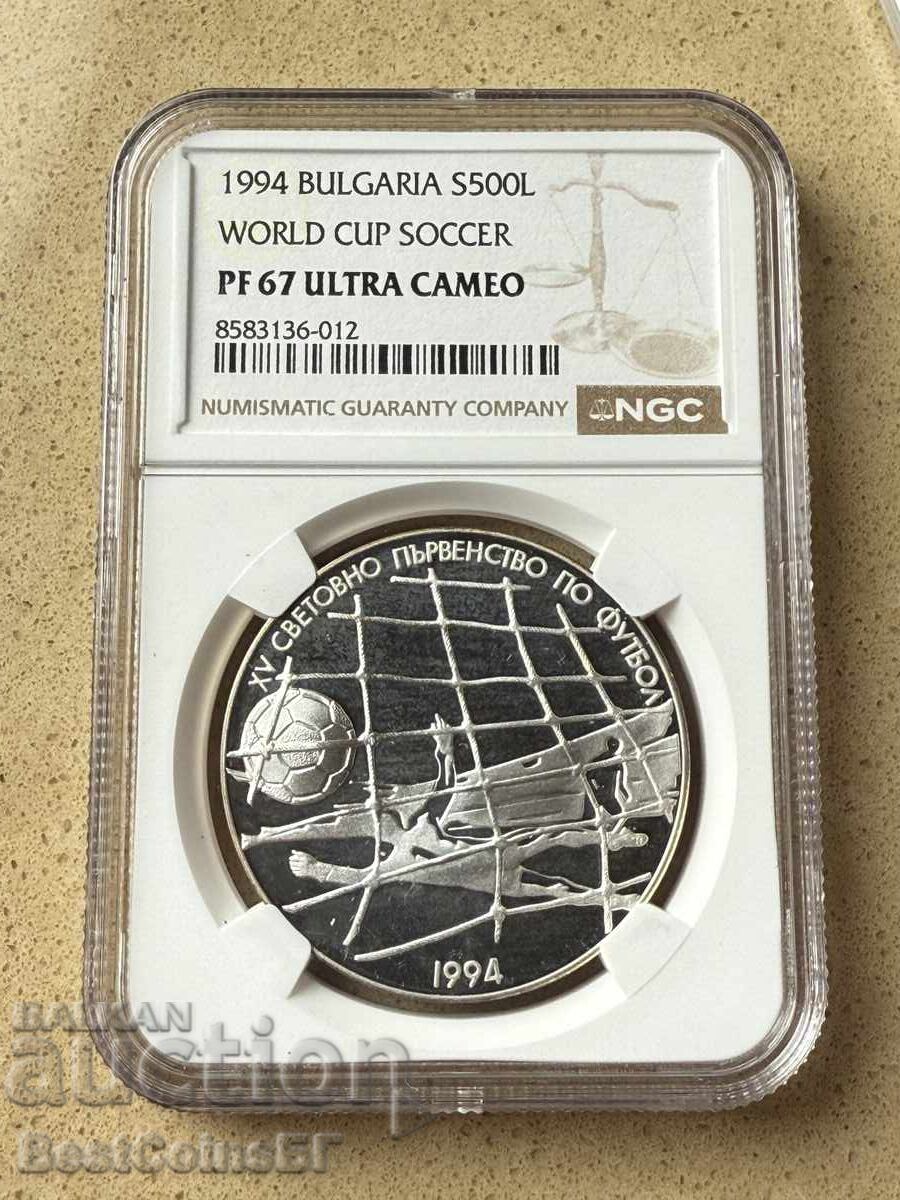 1994 BULGARIA S500L
WORLD CUP SOCCER
PF 67 ULTRA CAMEO
8583136-012
NUMISMATIC GUARANTY COMPANY NGC
XV СВЕТОВНО ПЪРВЕНСТВО ПО ФУТБОЛ
1994
BALKAN
auction
BestCoinsБГ